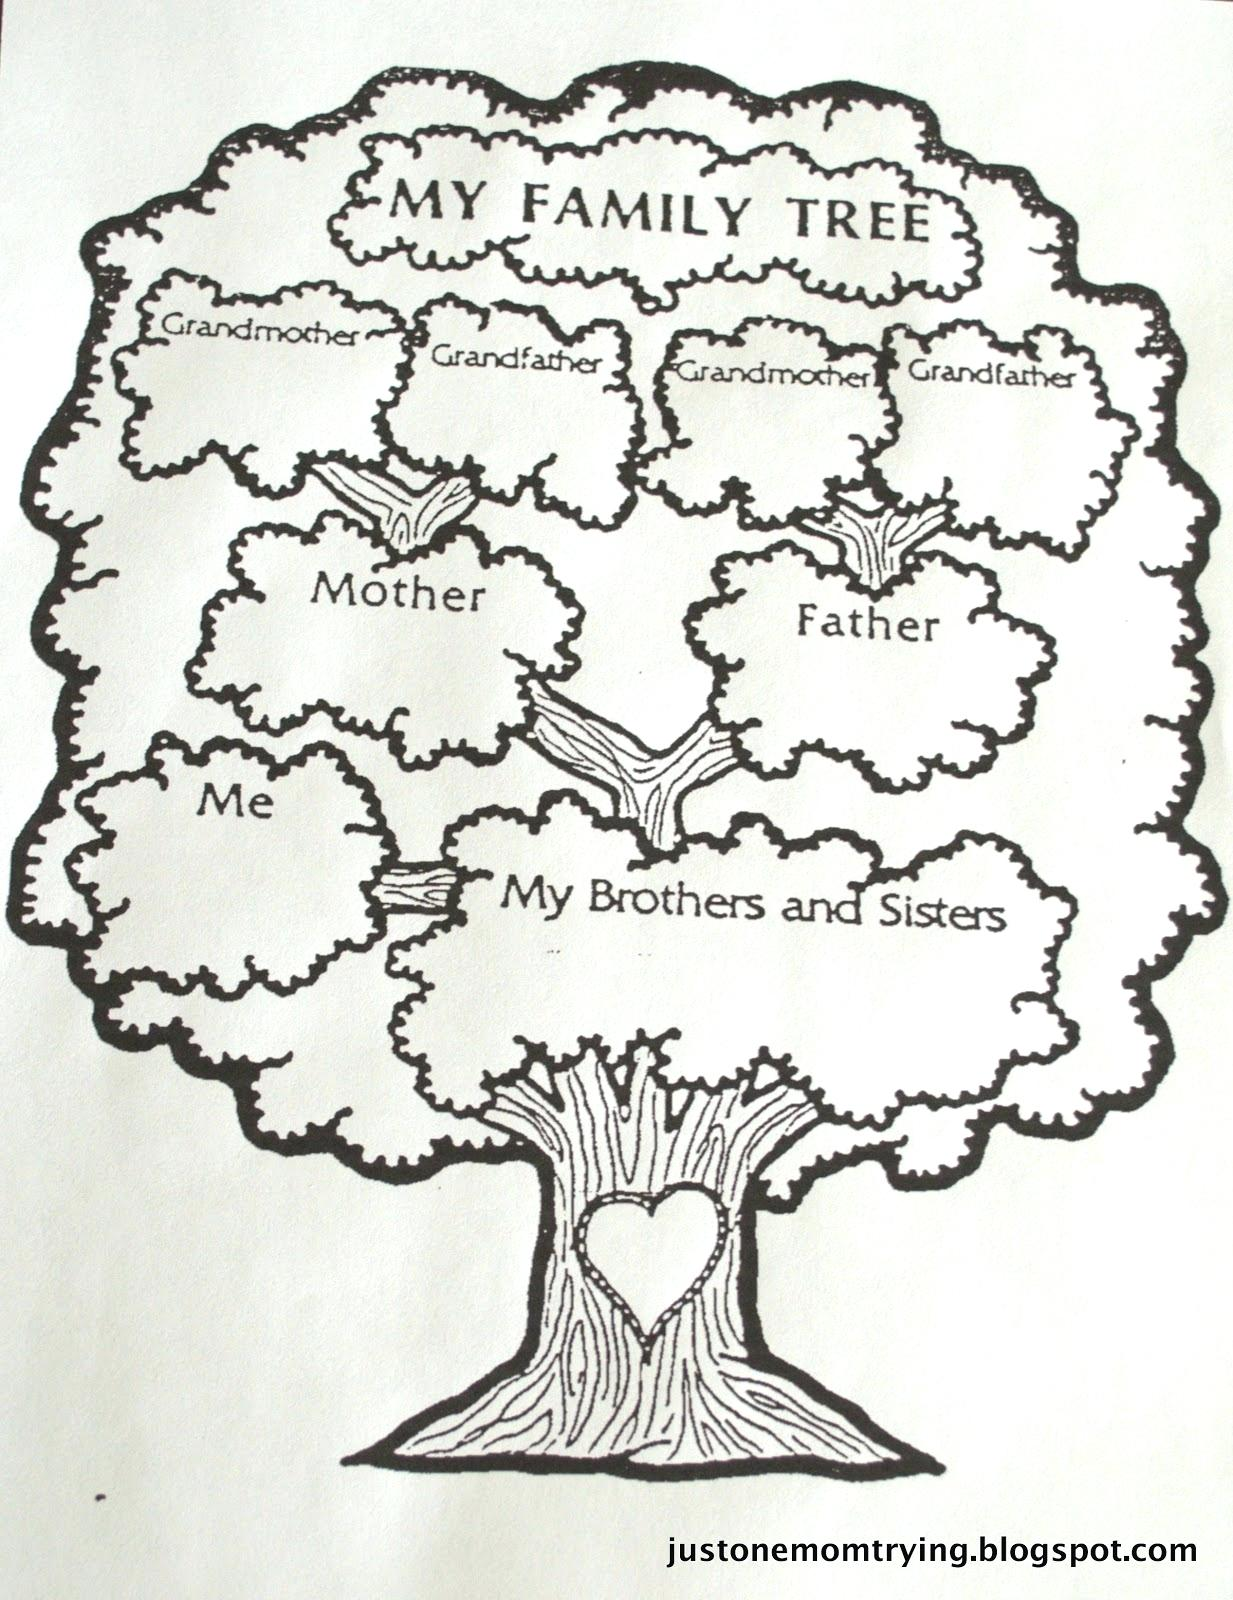 MY FAMILY TREE
Grandmother
Grandfather
Grandmother
Grandfather
Mother
Father
Me
My Brothers and Sisters
justonemomtrying.blogspot.com